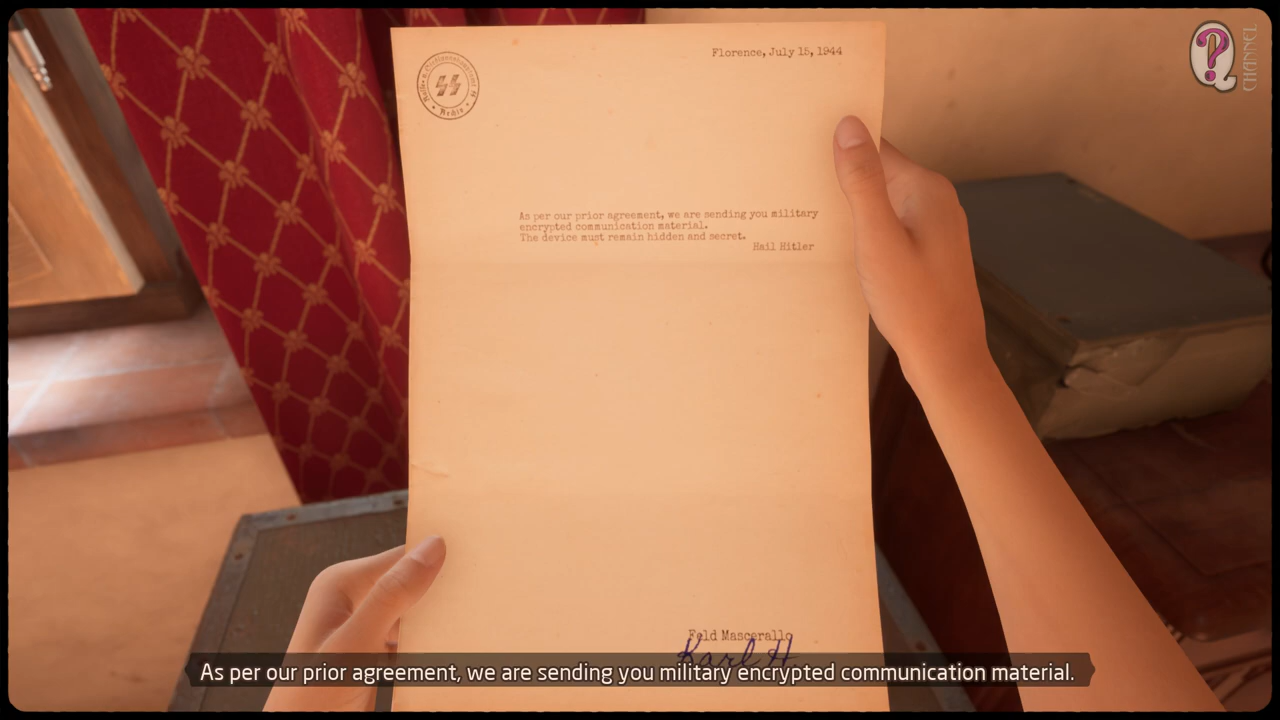 CHANNEL
Florence, July 15, 1944
As per our prior agreement, we are sending you military
encrypted communication material.
The device must remain hidden and secret.
Hail Hitler
Feld Mascerallo
Karl H
As per our prior agreement, we are sending you military encrypted communication material.